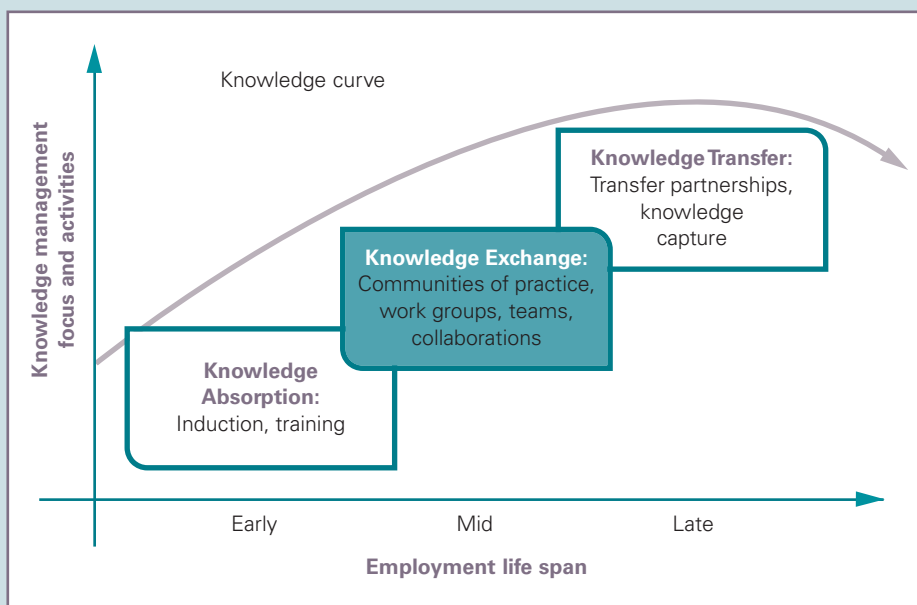 Knowledge curve
Knowledge management
focus and activities
Knowledge Transfer:
Transfer partnerships,
knowledge
capture
Knowledge Exchange:
Communities of practice,
work groups, teams,
collaborations
Knowledge
Absorption:
Induction, training
Early
Mid
Late
Employment life span